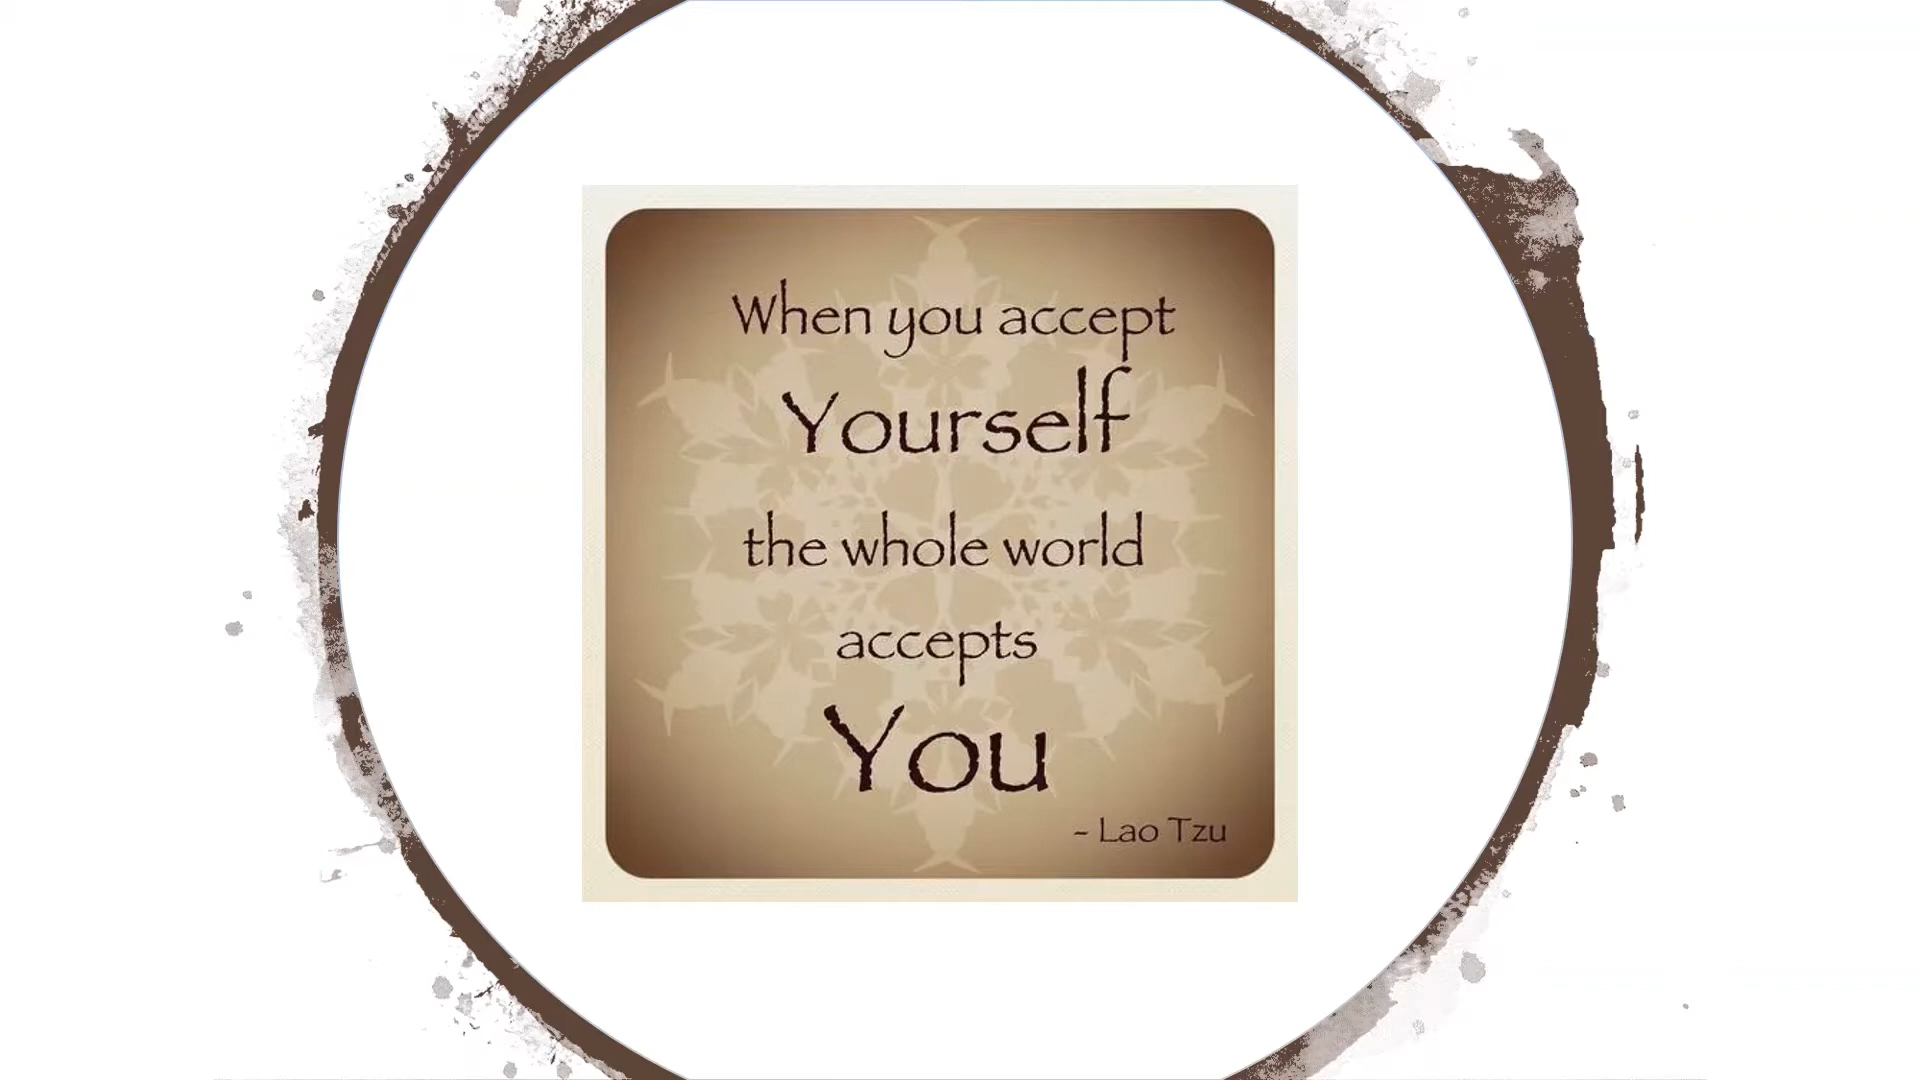 When you accept
Yourself
the whole world
accepts
You
- Lao Tzu